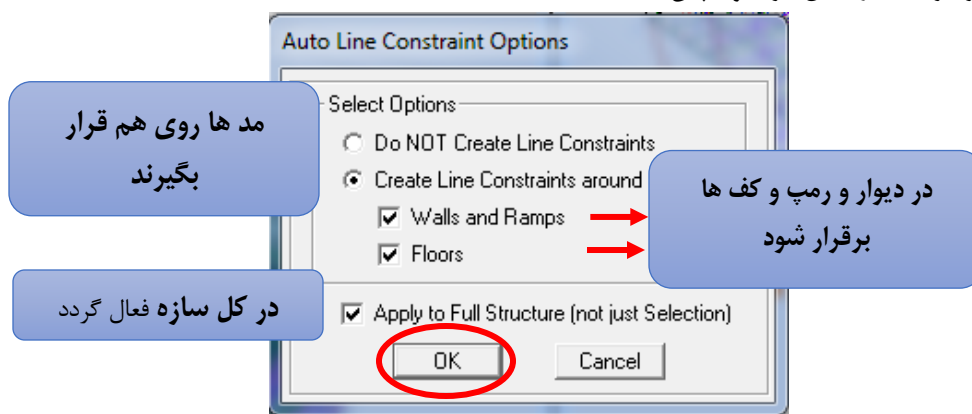 Auto Line Constraint Options
Select Options
مد ها روی هم قرار
بگیرند
Do NOT Create Line Constraints
Create Line Constraints around
در دیوار و رمپ و کف ها
برقرار شود
Walls and Ramps
Floors
در کل سازه فعال گردد
Apply to Full Structure (not just Selection)
OK
Cancel